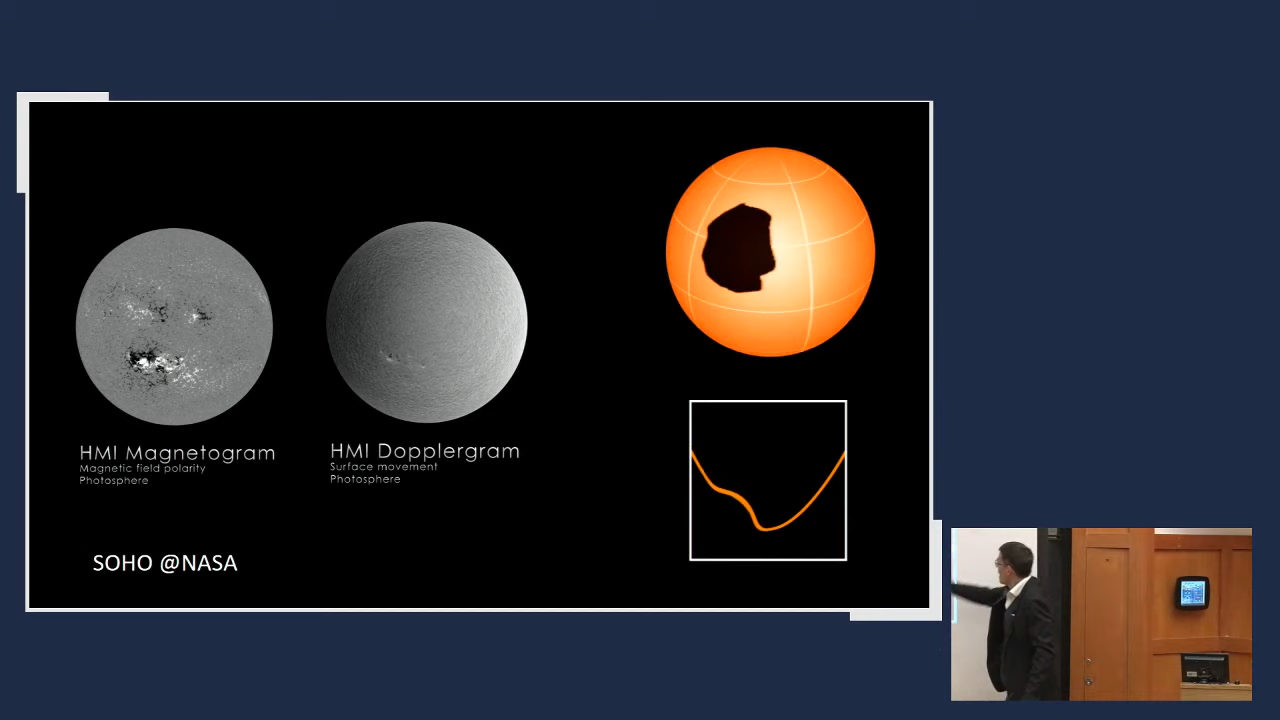 HMI Magnetogram
Magnetic field polarity
Photosphere
HMI Dopplergram
Surface movement
Photosphere
SOHO @NASA